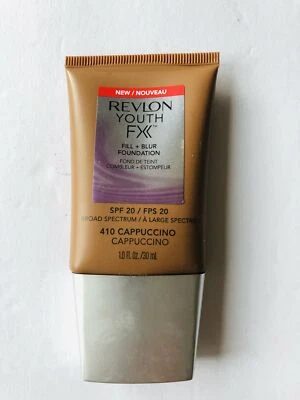 NEW / NOUVEAU
REVLON
YOUTH
FX™
FILL + BLUR
FOUNDATION
FOND DE TEINT
COMBLEUR + ESTOMPEUR
SPF 20 / FPS 20
BROAD SPECTRUM / À LARGE SPECTRE
410 CAPPUCCINO
CAPPUCCINO
1.0 fl. oz./30 mL